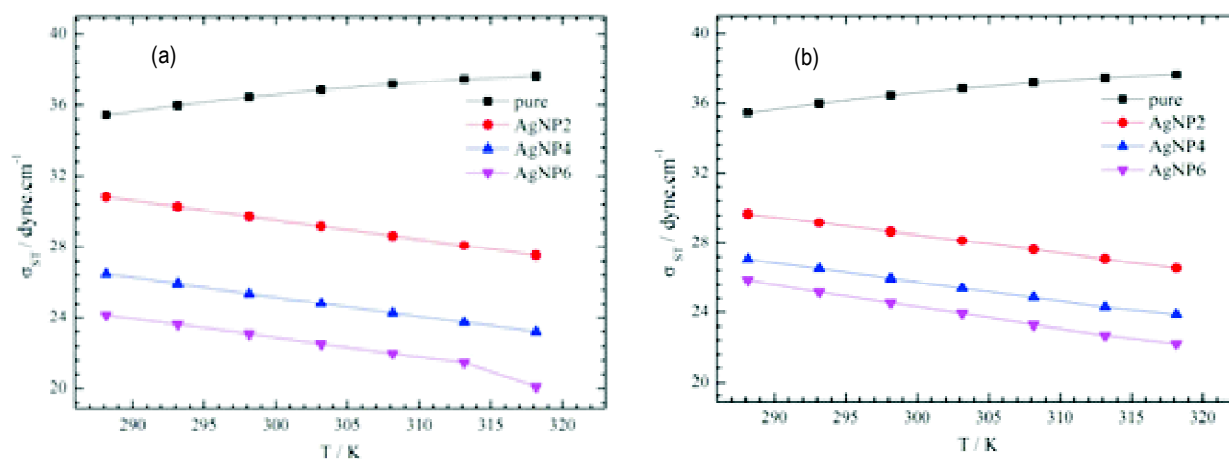 (a)
40
36
32
28
24
20
pure
AgNP2
AgNP4
AgNP6
σST / dync.cm-1
290 295 300 305 310 315 320
T / K
(b)
40
36
32
28
24
20
pure
AgNP2
AgNP4
AgNP6
σST / dync.cm-1
290 295 300 305 310 315 320
T / K